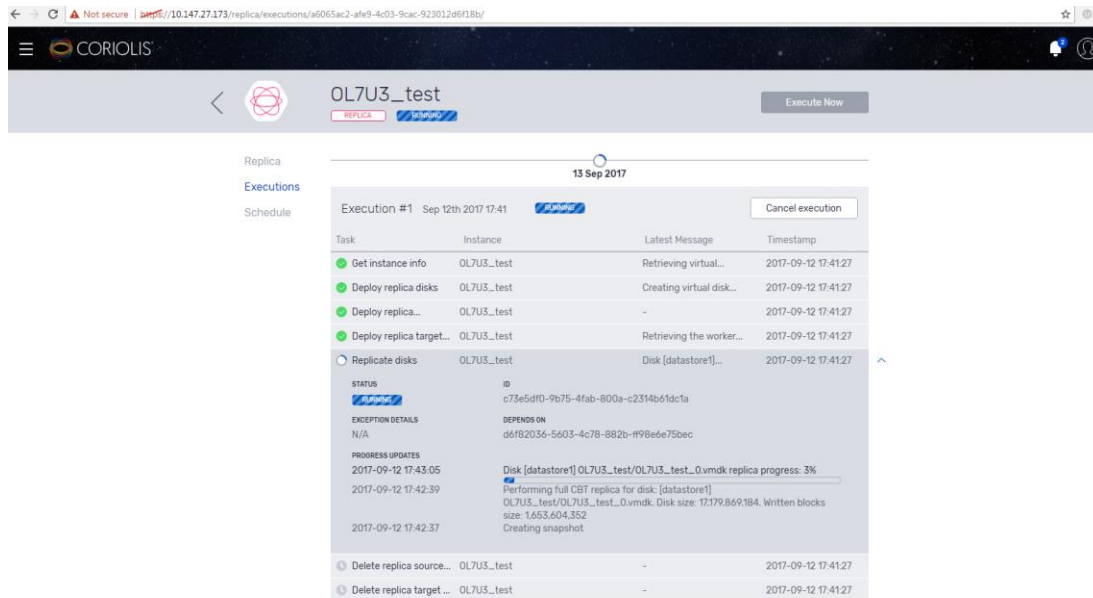 Not secure | https://10.147.27.173/replica/executions/a6065ac2-afe9-4c03-9cac-923012d6f18b/
CORIOLIS
2
OL7U3_test
REPLICA RUNNING
Execute Now
Replica
Executions
Schedule
13 Sep 2017
Execution #1 Sep 12th 2017 17:41 RUNNING Cancel execution
Task Instance Latest Message Timestamp
Get instance info OL7U3_test Retrieving virtual... 2017-09-12 17:41:27
Deploy replica disks OL7U3_test Creating virtual disk... 2017-09-12 17:41:27
Deploy replica... OL7U3_test - 2017-09-12 17:41:27
Deploy replica target... OL7U3_test Retrieving the worker... 2017-09-12 17:41:27
Replicate disks OL7U3_test Disk [datastore1]... 2017-09-12 17:41:27
STATUS ID
RUNNING c73e5df0-9b75-4fab-800a-c2314b61dc1a
EXCEPTION DETAILS DEPENDS ON
N/A d6f82036-5603-4c78-882b-ff98e6e75bec
PROGRESS UPDATES
2017-09-12 17:43:05 Disk [datastore1] OL7U3_test/OL7U3_test_0.vmdk replica progress: 3%
2017-09-12 17:42:39 Performing full CBT replica for disk: [datastore1]
OL7U3_test/OL7U3_test_0.vmdk. Disk size: 17,179,869,184. Written blocks
size: 1,653,604,352
2017-09-12 17:42:37 Creating snapshot
Delete replica source... OL7U3_test - 2017-09-12 17:41:27
Delete replica target ... OL7U3_test - 2017-09-12 17:41:27